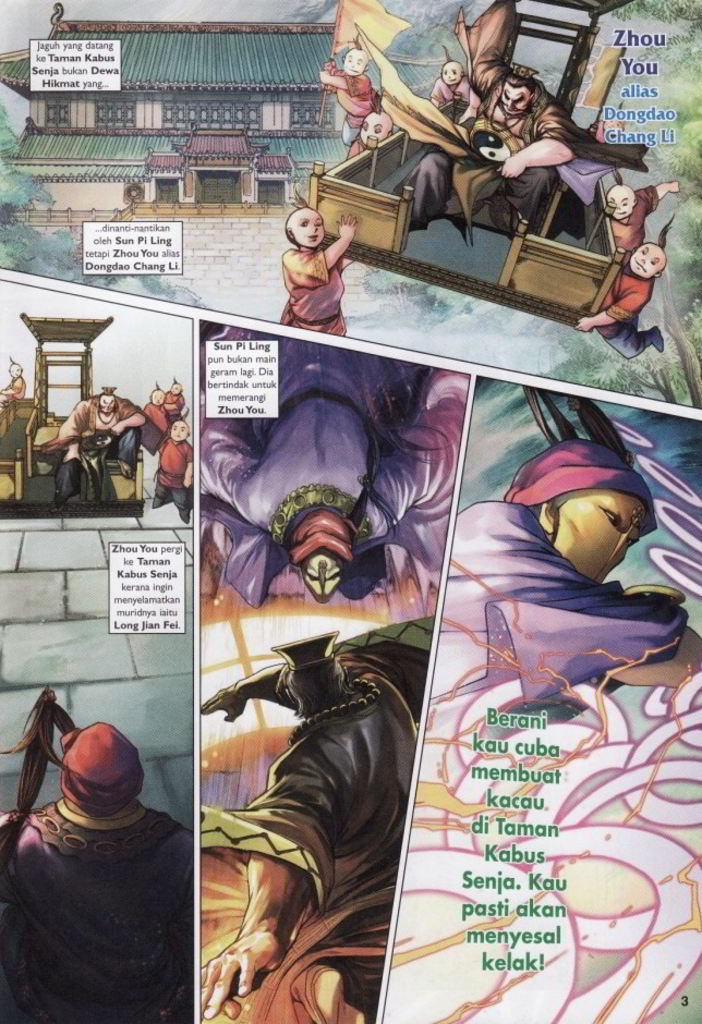 Jaguh yang datang
ke Taman Kabus
Senja bukan Dewa
Hikmat yang...
Zhou
You
alias
Dongdao
Chang Li
...dinanti-nantikan
oleh Sun Pi Ling
tetapi Zhou You alias
Dongdao Chang Li.
Zhou You pergi
ke Taman
Kabus Senja
kerana ingin
menyelamatkan
muridnya iaitu
Long Jian Fei.
Sun Pi Ling
pun bukan main
geram lagi. Dia
bertindak untuk
memerangi
Zhou You.
Berani
kau cuba
membuat
kacau
di Taman
Kabus
Senja. Kau
pasti akan
menyesal
kelak!
3